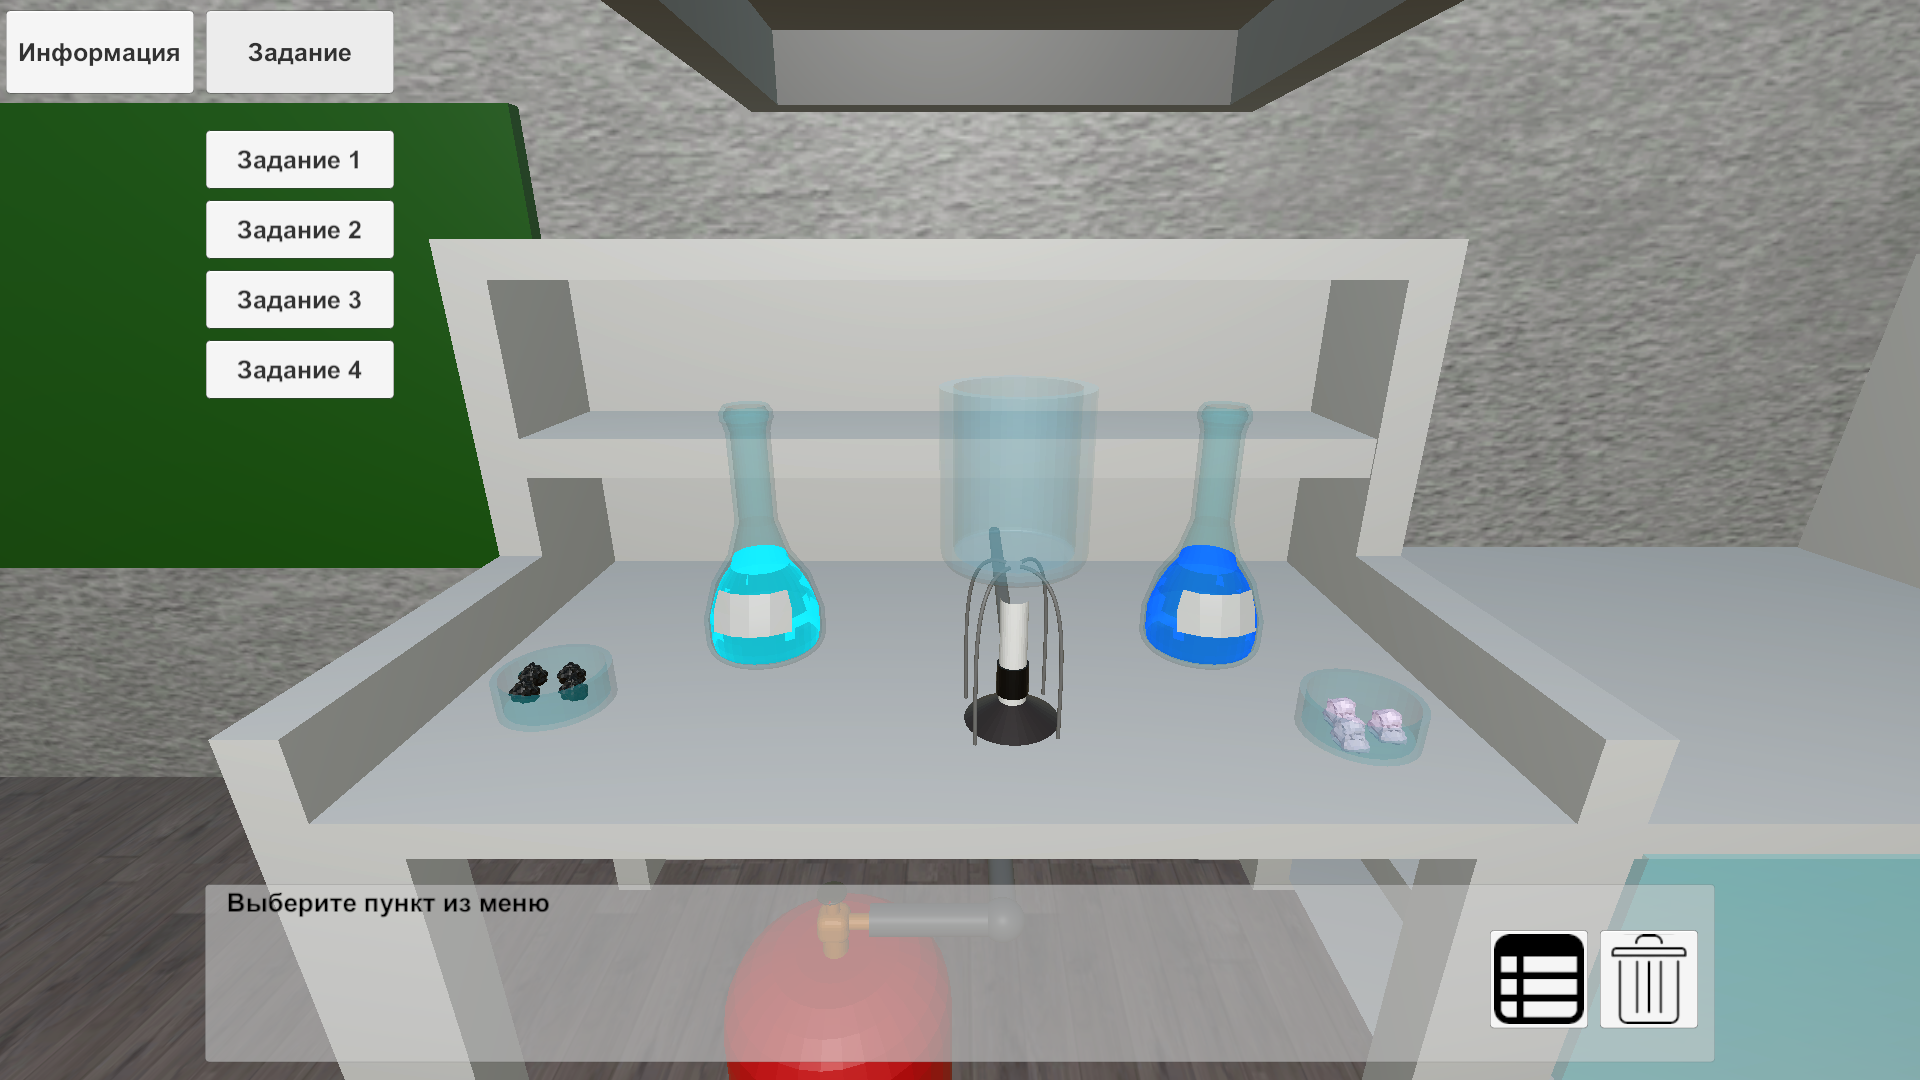 Информация
Задание
Задание 1
Задание 2
Задание 3
Задание 4
Выберите пункт из меню